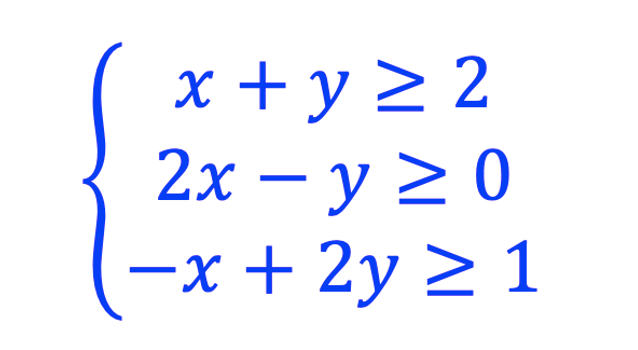 x + y ≥ 2
2x − y ≥ 0
−x + 2y ≥ 1